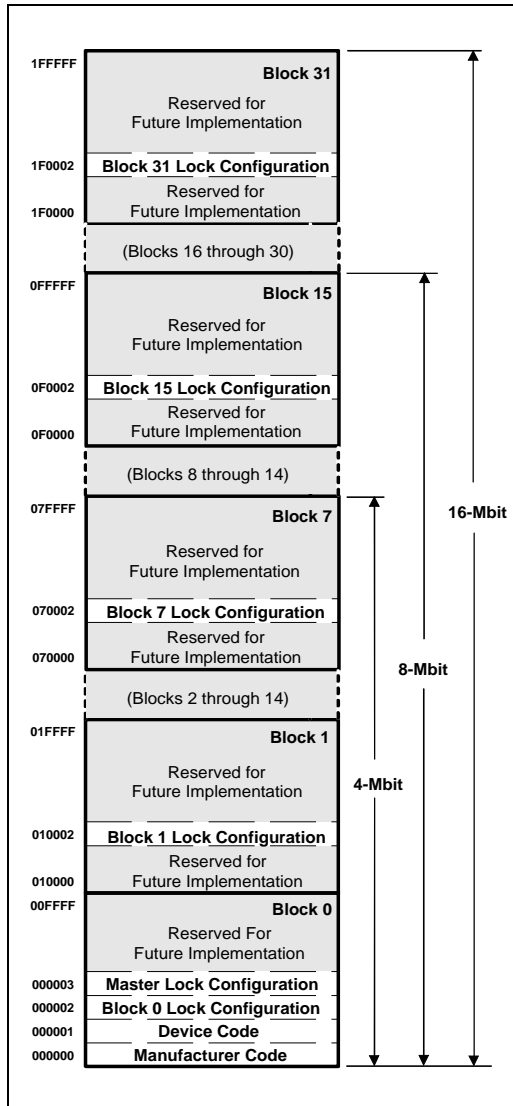 1FFFFF
Block 31
Reserved for
Future Implementation
1F0002
Block 31 Lock Configuration
Reserved for
1F0000
Future Implementation
(Blocks 16 through 30)
0FFFFF
Block 15
Reserved for
Future Implementation
0F0002
Block 15 Lock Configuration
Reserved for
0F0000
Future Implementation
(Blocks 8 through 14)
07FFFF
Block 7
16-Mbit
Reserved for
Future Implementation
070002
Block 7 Lock Configuration
Reserved for
070000
Future Implementation
8-Mbit
(Blocks 2 through 14)
01FFFF
Block 1
Reserved for
Future Implementation
4-Mbit
010002
Block 1 Lock Configuration
Reserved for
010000
Future Implementation
00FFFF
Block 0
Reserved For
Future Implementation
000003
Master Lock Configuration
000002
Block 0 Lock Configuration
000001
Device Code
000000
Manufacturer Code